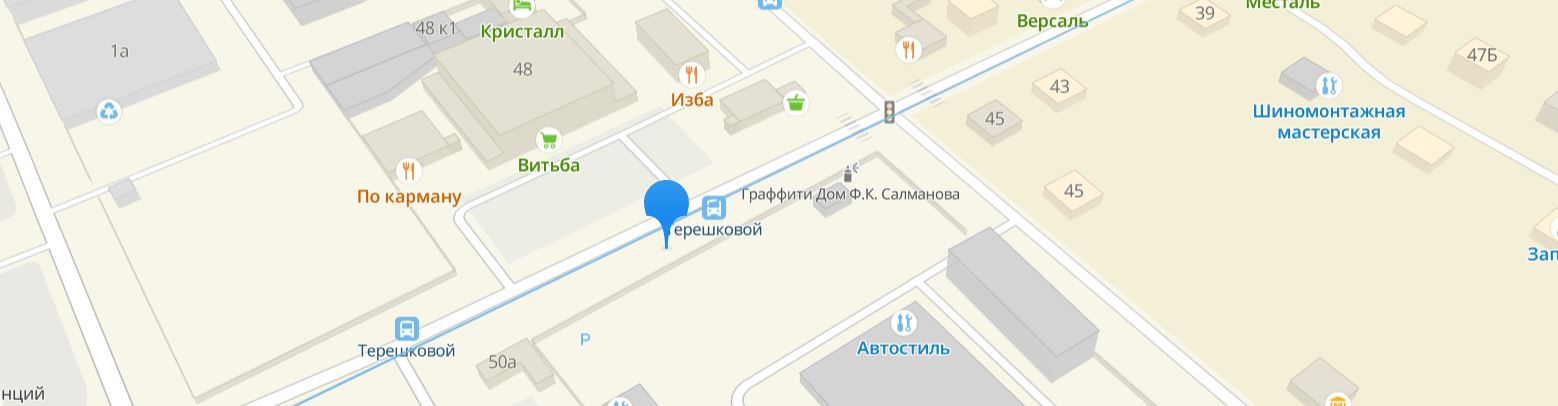 Месталь
39
Версаль
48 к1
Кристалл
1а
47Б
48
43
Изба
45
Шиномонтажная
мастерская
Витьба
По карману
45
Граффити Дом Ф.К. Салманова
Терешковой
Зап
P
Автостиль
Терешковой
50а
нций